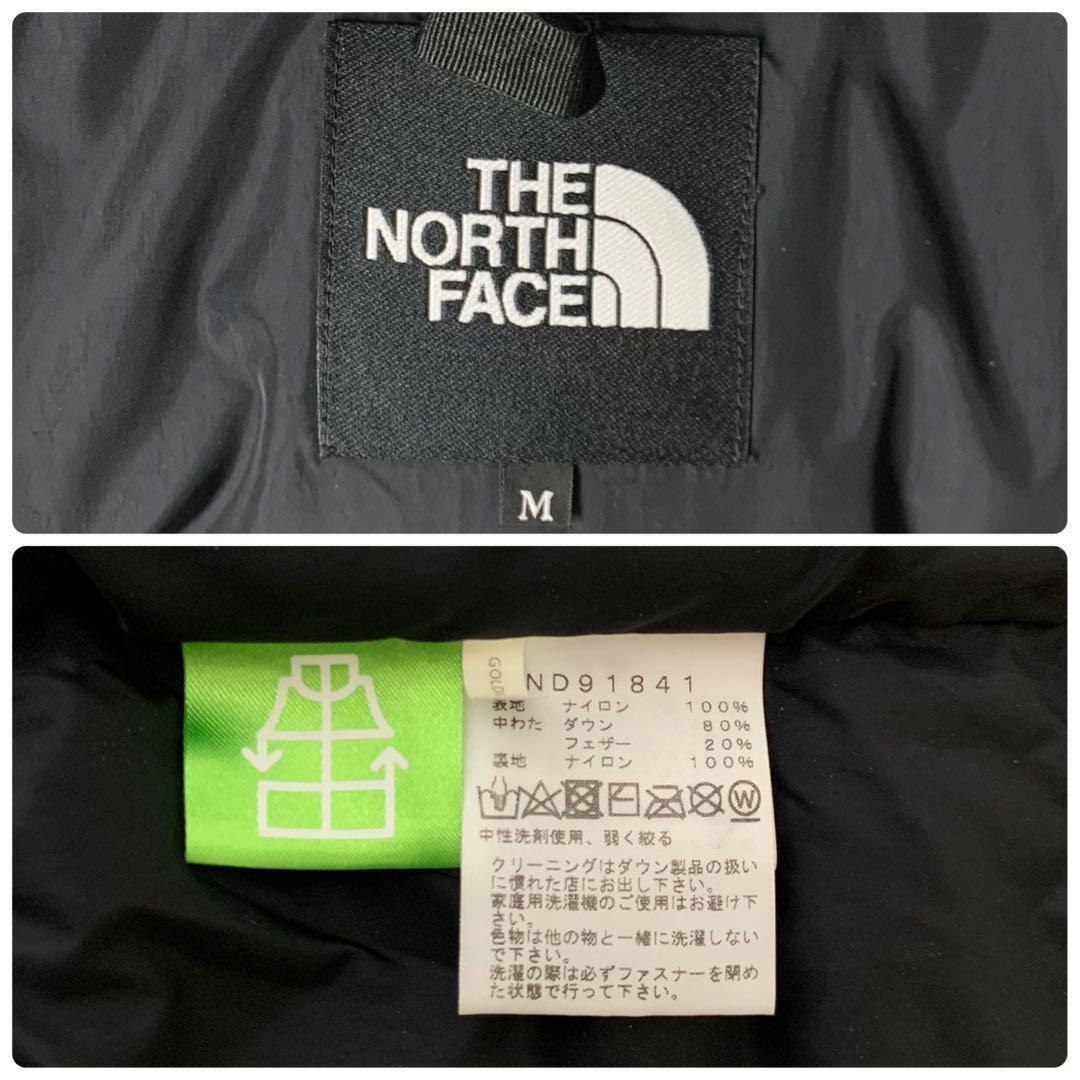 THE
NORTH
FACE
M
GOLD
ND91841
表地 ナイロン 100%
中わた ダウン 80%
フェザー 20%
裏地 ナイロン 100%
W
中性洗剤使用、弱く絞る
クリーニングはダウン製品の扱い
に慣れた店にお出し下さい。
家庭用洗濯機のご使用はお避け下
さい。
色物は他の物と一緒に洗濯しない
で下さい。
洗濯の際は必ずファスナーを閉め
た状態で行って下さい。